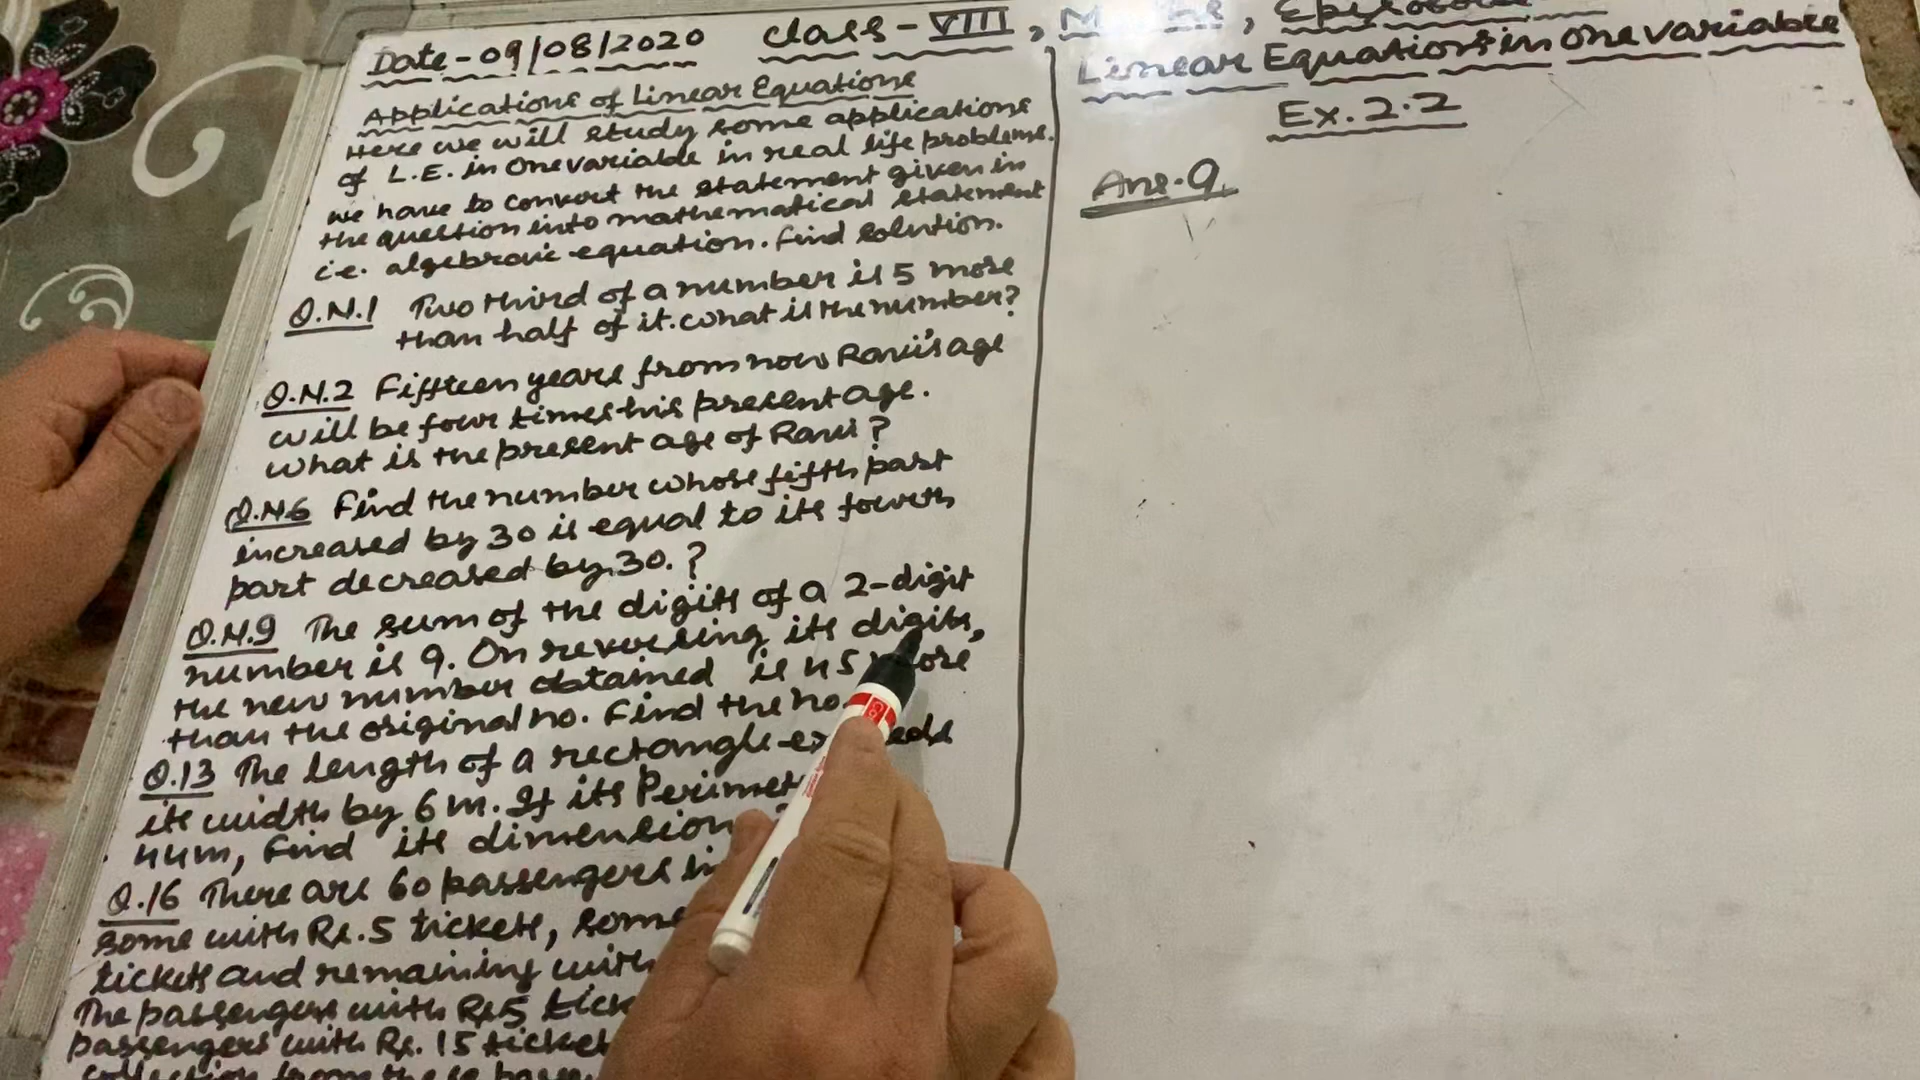 Date-09/08/2020 Class-VIII,
Applications of Linear Equations
Here we will study some applications
of L.E. in one variable in real life problems.
we have to convert the statement given in
the question into mathematical statement
i.e. algebraic equation. find solution.
Q.N.1 Two third of a number is 5 more
than half of it. what is the number?
Q.N.2 Fifteen years from now Ravi's age
will be four times his present age.
What is the present age of Ravi?
Q.N6 Find the number whose fifth part
increased by 30 is equal to its fourth
part decreased by 30.?
Q.N.9 The sum of the digits of a 2-digit
number is 9. On reversing its digits,
the new number obtained is 45
than the original no. Find the no.
Q.13 The length of a rectangle
its width by 6m. If its
44m, find its dimension
Q.16 There are 60 passengers in
some with Rs.5 tickets, some
tickets and remaining with
The passengers with Rs5
passengers with Rs. 15
collection from these
Linear Equations in one variable
Ex. 2.2
Ans.9